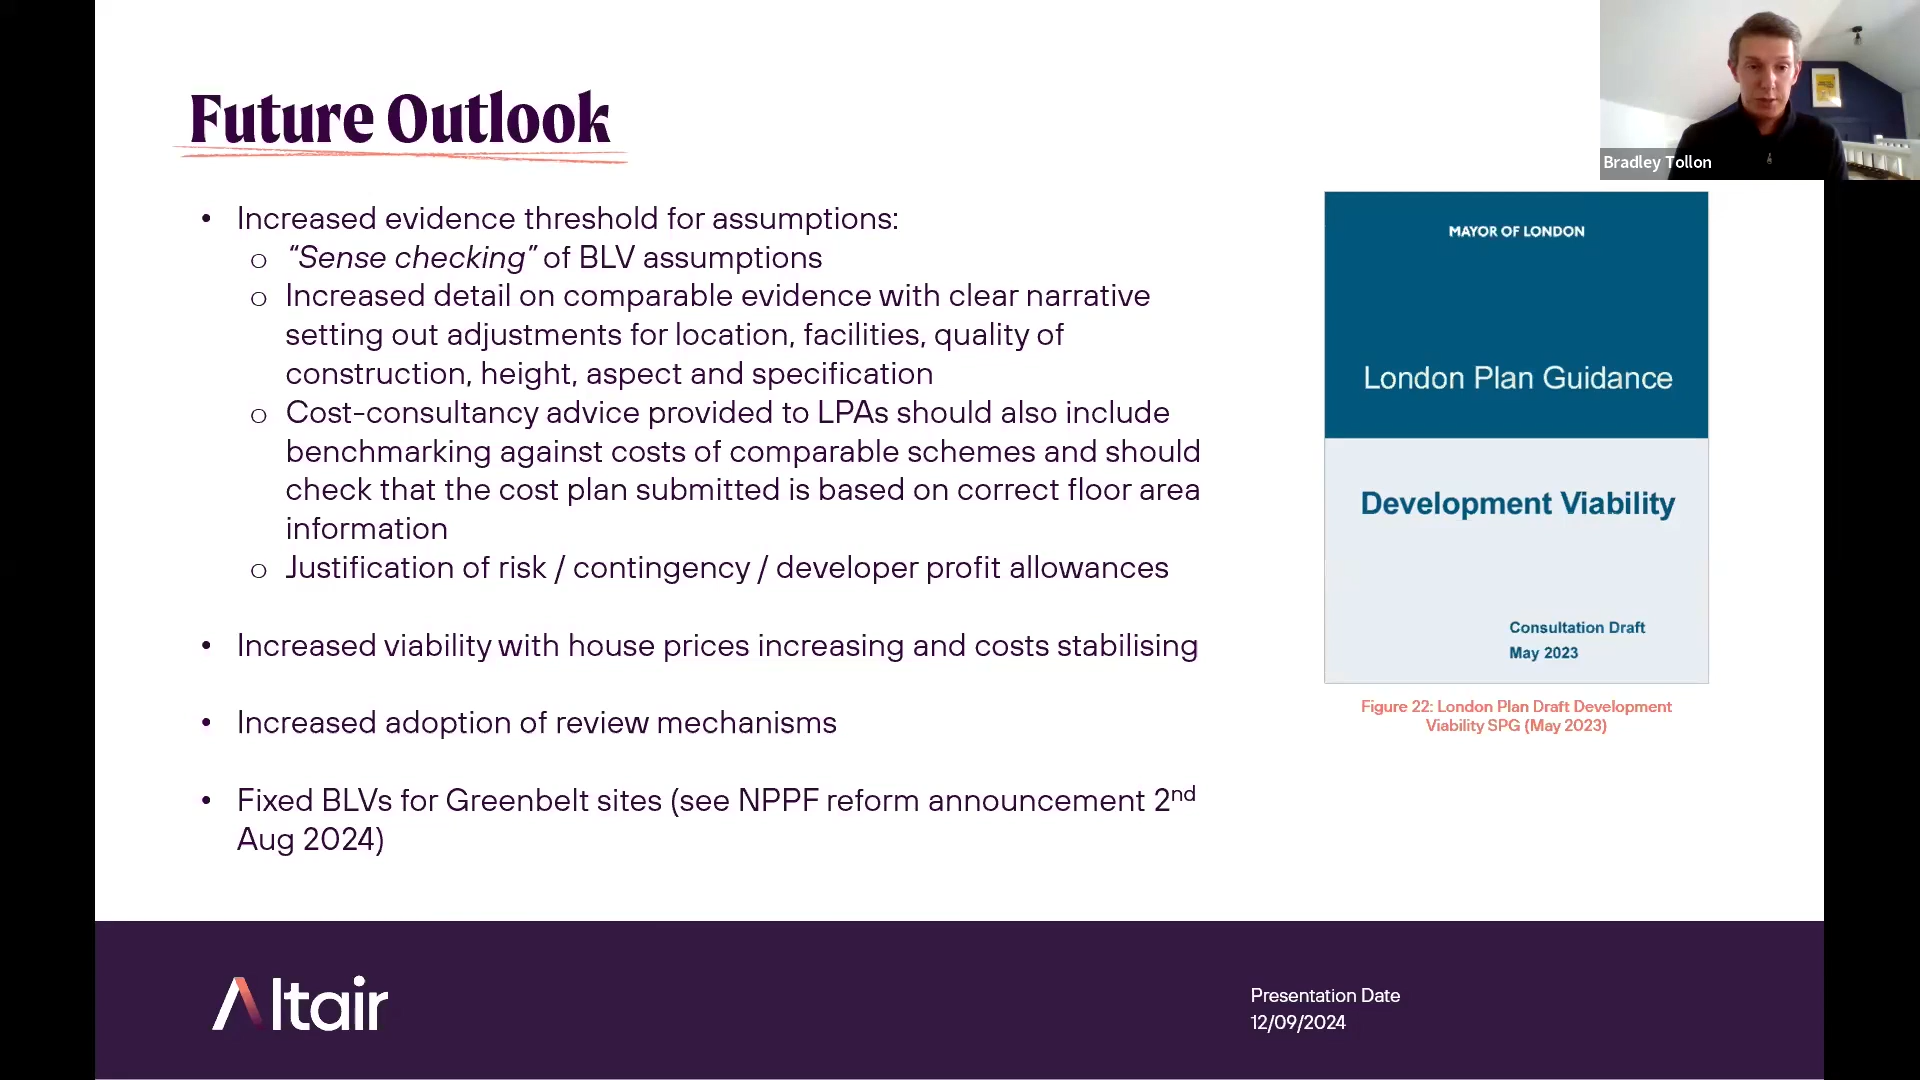 Future Outlook
Bradley Tollon
• Increased evidence threshold for assumptions:
o “Sense checking” of BLV assumptions
o Increased detail on comparable evidence with clear narrative
setting out adjustments for location, facilities, quality of
construction, height, aspect and specification
o Cost-consultancy advice provided to LPAs should also include
benchmarking against costs of comparable schemes and should
check that the cost plan submitted is based on correct floor area
information
o Justification of risk / contingency / developer profit allowances
• Increased viability with house prices increasing and costs stabilising
• Increased adoption of review mechanisms
• Fixed BLVs for Greenbelt sites (see NPPF reform announcement 2nd
Aug 2024)
MAYOR OF LONDON
London Plan Guidance
Development Viability
Consultation Draft
May 2023
Figure 22: London Plan Draft Development
Viability SPG (May 2023)
Altair
Presentation Date
12/09/2024